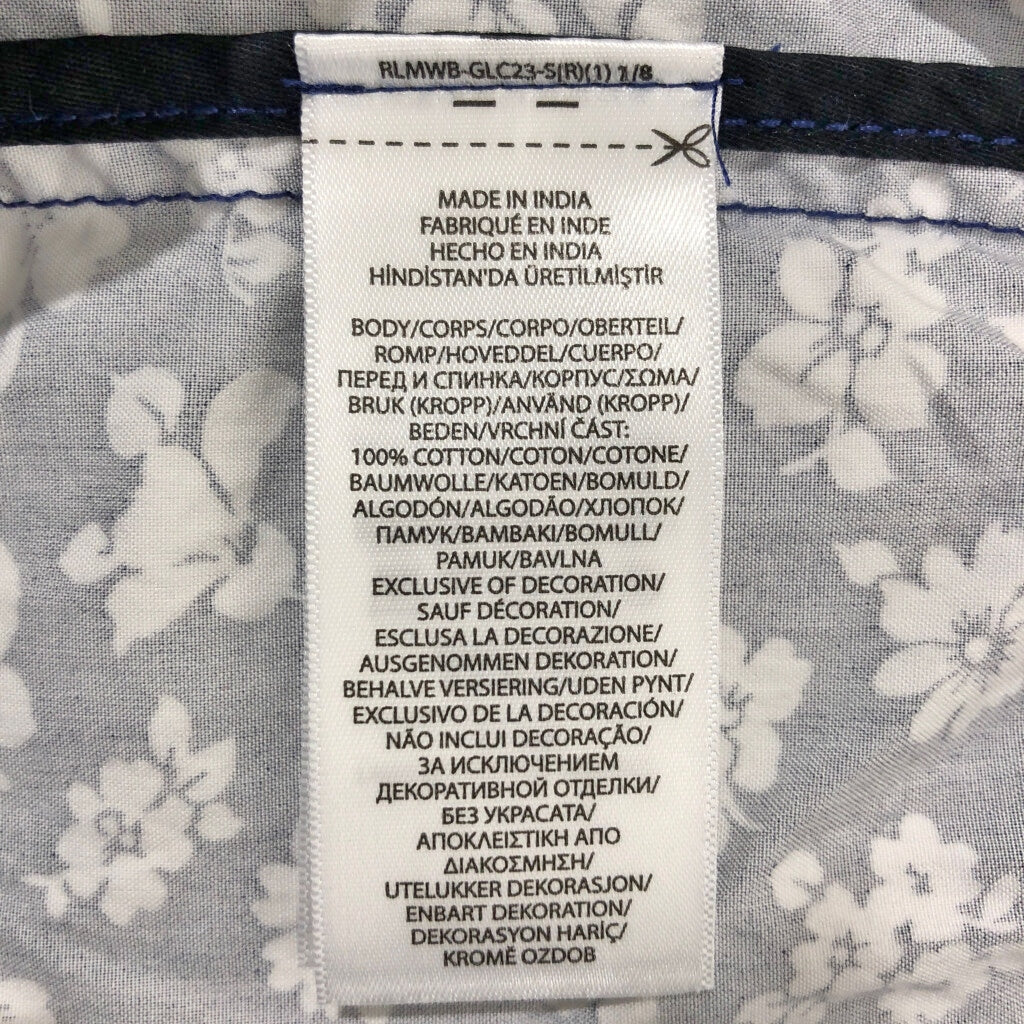 RLMWB-GLC23-S(R)(1) 1/8
MADE IN INDIA
FABRIQUÉ EN INDE
HECHO EN INDIA
HİNDİSTAN'DA ÜRETİLMİŞTİR
BODY/CORPS/CORPO/OBERTEIL/
ROMP/HOVEDDEL/CUERPO/
ПЕРЕД И СПИНКА/КОРПУС/ΣΩΜΑ/
BRUK (KROPP)/ANVÄND (KROPP)/
BEDEN/VRCHNÍ ČÁST:
100% COTTON/COTON/COTONE/
BAUMWOLLE/KATOEN/BOMULD/
ALGODÓN/ALGODÃO/ХЛОПОК/
ПАМУК/ΒΑΜΒΑΚΙ/BOMULL/
PAMUK/BAVLNA
EXCLUSIVE OF DECORATION/
SAUF DÉCORATION/
ESCLUSA LA DECORAZIONE/
AUSGENOMMEN DEKORATION/
BEHALVE VERSIERING/UDEN PYNT/
EXCLUSIVO DE LA DECORACIÓN/
NÃO INCLUI DECORAÇÃO/
ЗА ИСКЛЮЧЕНИЕМ
ДЕКОРАТИВНОЙ ОТДЕЛКИ/
БЕЗ УКРАСАТА/
ΑΠΟΚΛΕΙΣΤΙΚΗ ΑΠΟ
ΔΙΑΚΟΣΜΗΣΗ/
UTELUKKER DEKORASJON/
ENBART DEKORATION/
DEKORASYON HARİÇ/
KROMĚ OZDOB